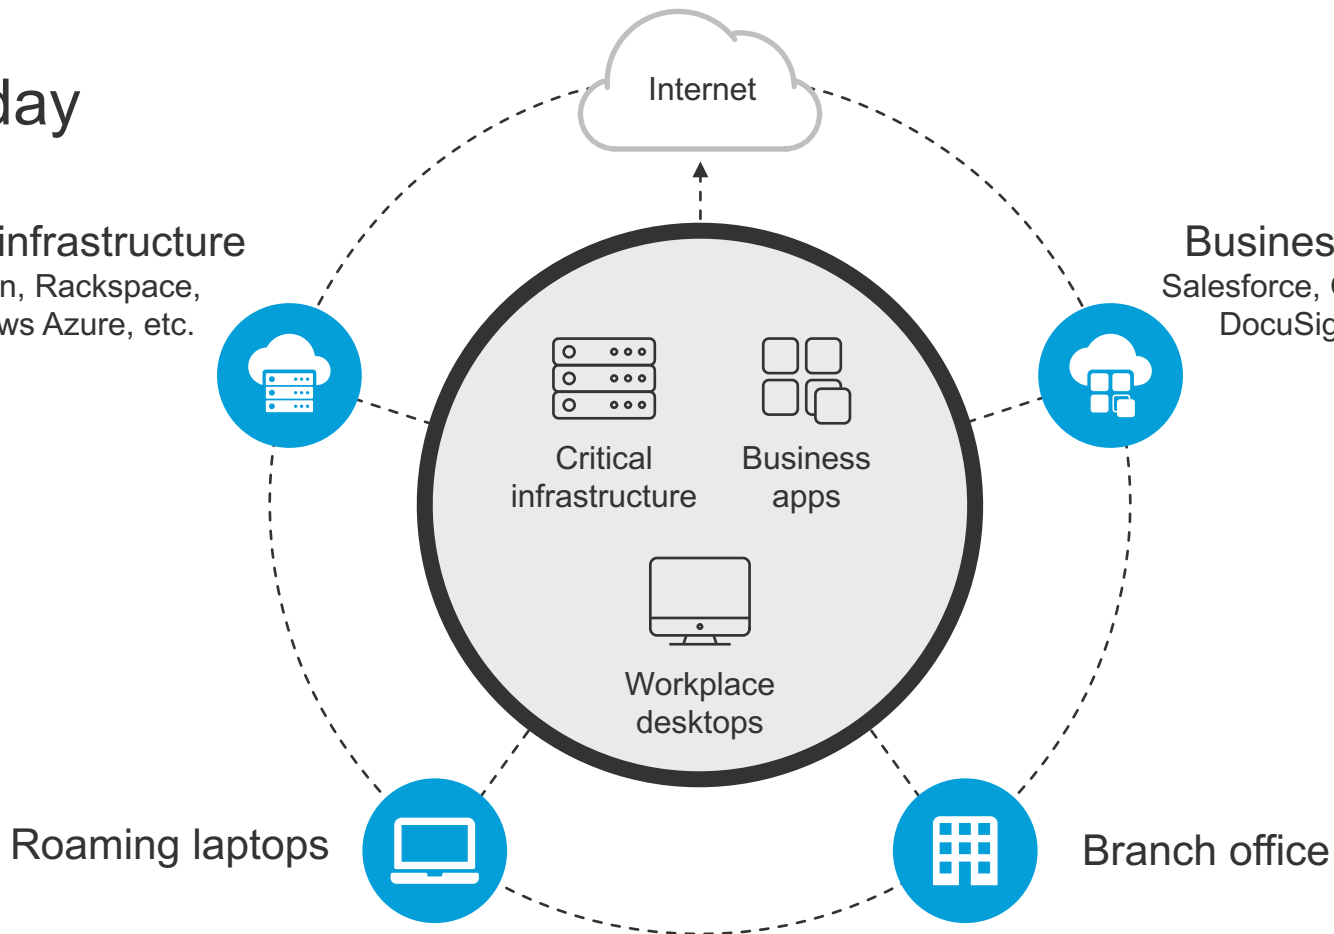 day
Internet
infrastructure
n, Rackspace,
ws Azure, etc.
Busines
Salesforce,
DocuSig
Critical
infrastructure
Business
apps
Workplace
desktops
Roaming laptops
Branch office